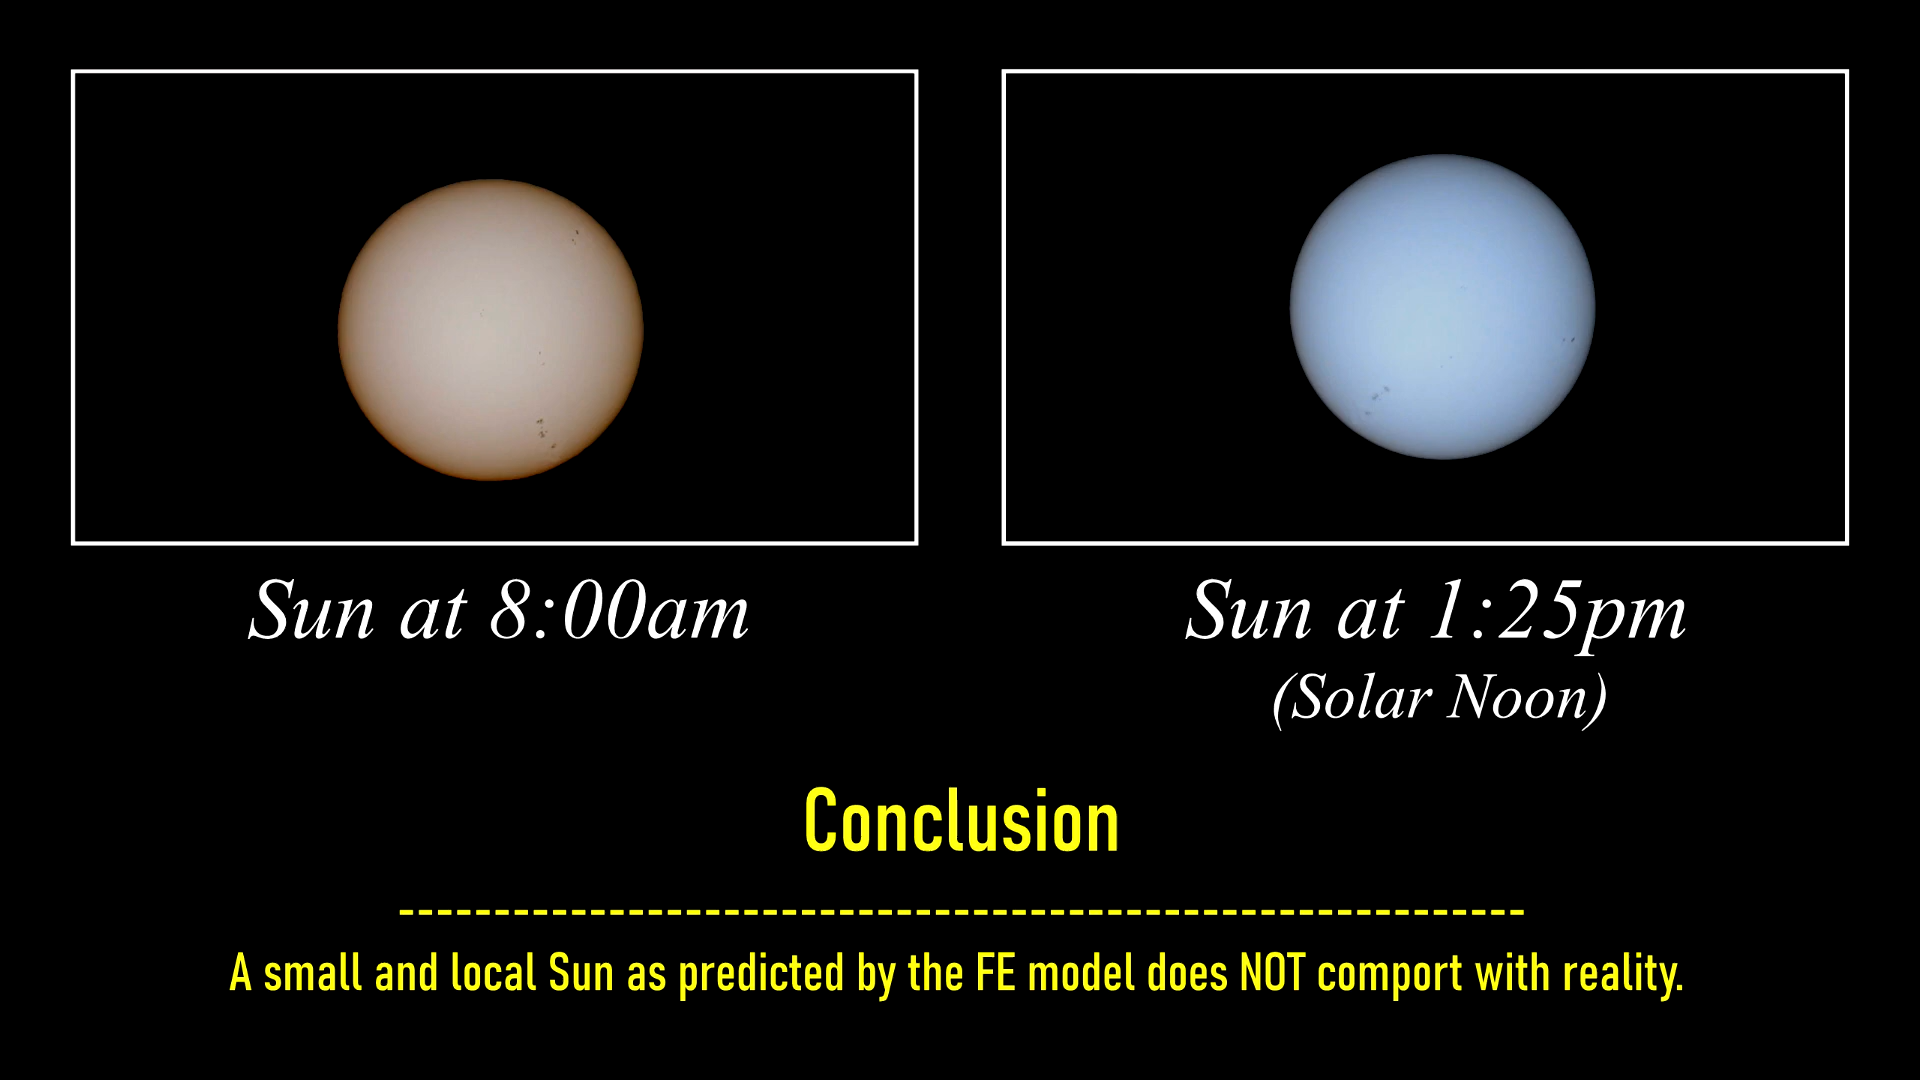 Sun at 8:00am
Sun at 1:25pm
(Solar Noon)
Conclusion
-----------------------------------------------------------
A small and local Sun as predicted by the FE model does NOT comport with reality.